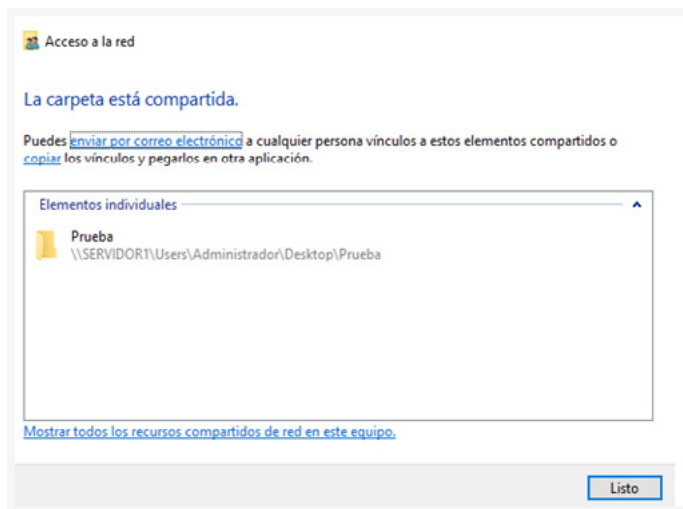 Acceso a la red
La carpeta está compartida.
Puedes enviar por correo electrónico a cualquier persona vínculos a estos elementos compartidos o
copiar los vínculos y pegarlos en otra aplicación.
Elementos individuales
Prueba
\\SERVIDOR1\Users\Administrador\Desktop\Prueba
Mostrar todos los recursos compartidos de red en este equipo.
Listo